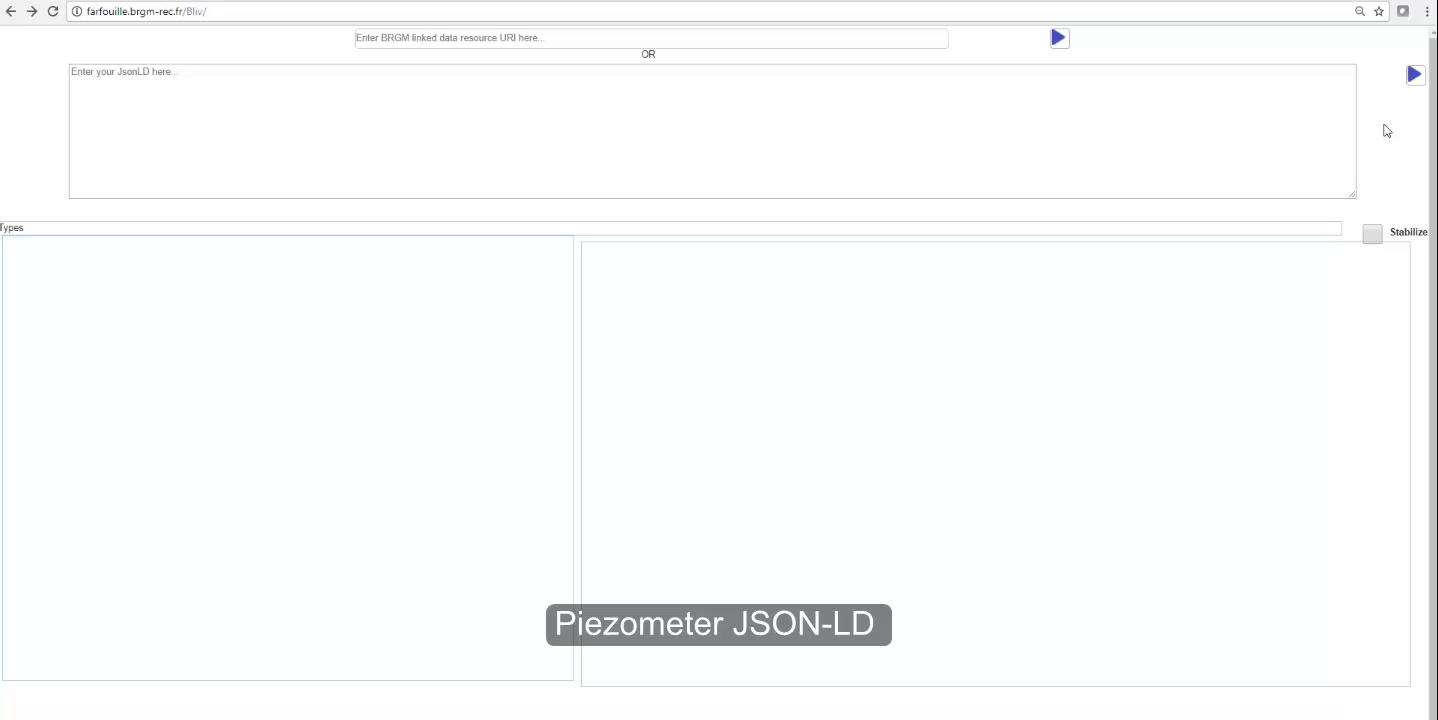 farfouille.brgm-rec.fr/Bliv/
Enter BRGM linked data resource URI here...
OR
Enter your JsonLD here...
Types
Stabilize
Piezometer JSON-LD